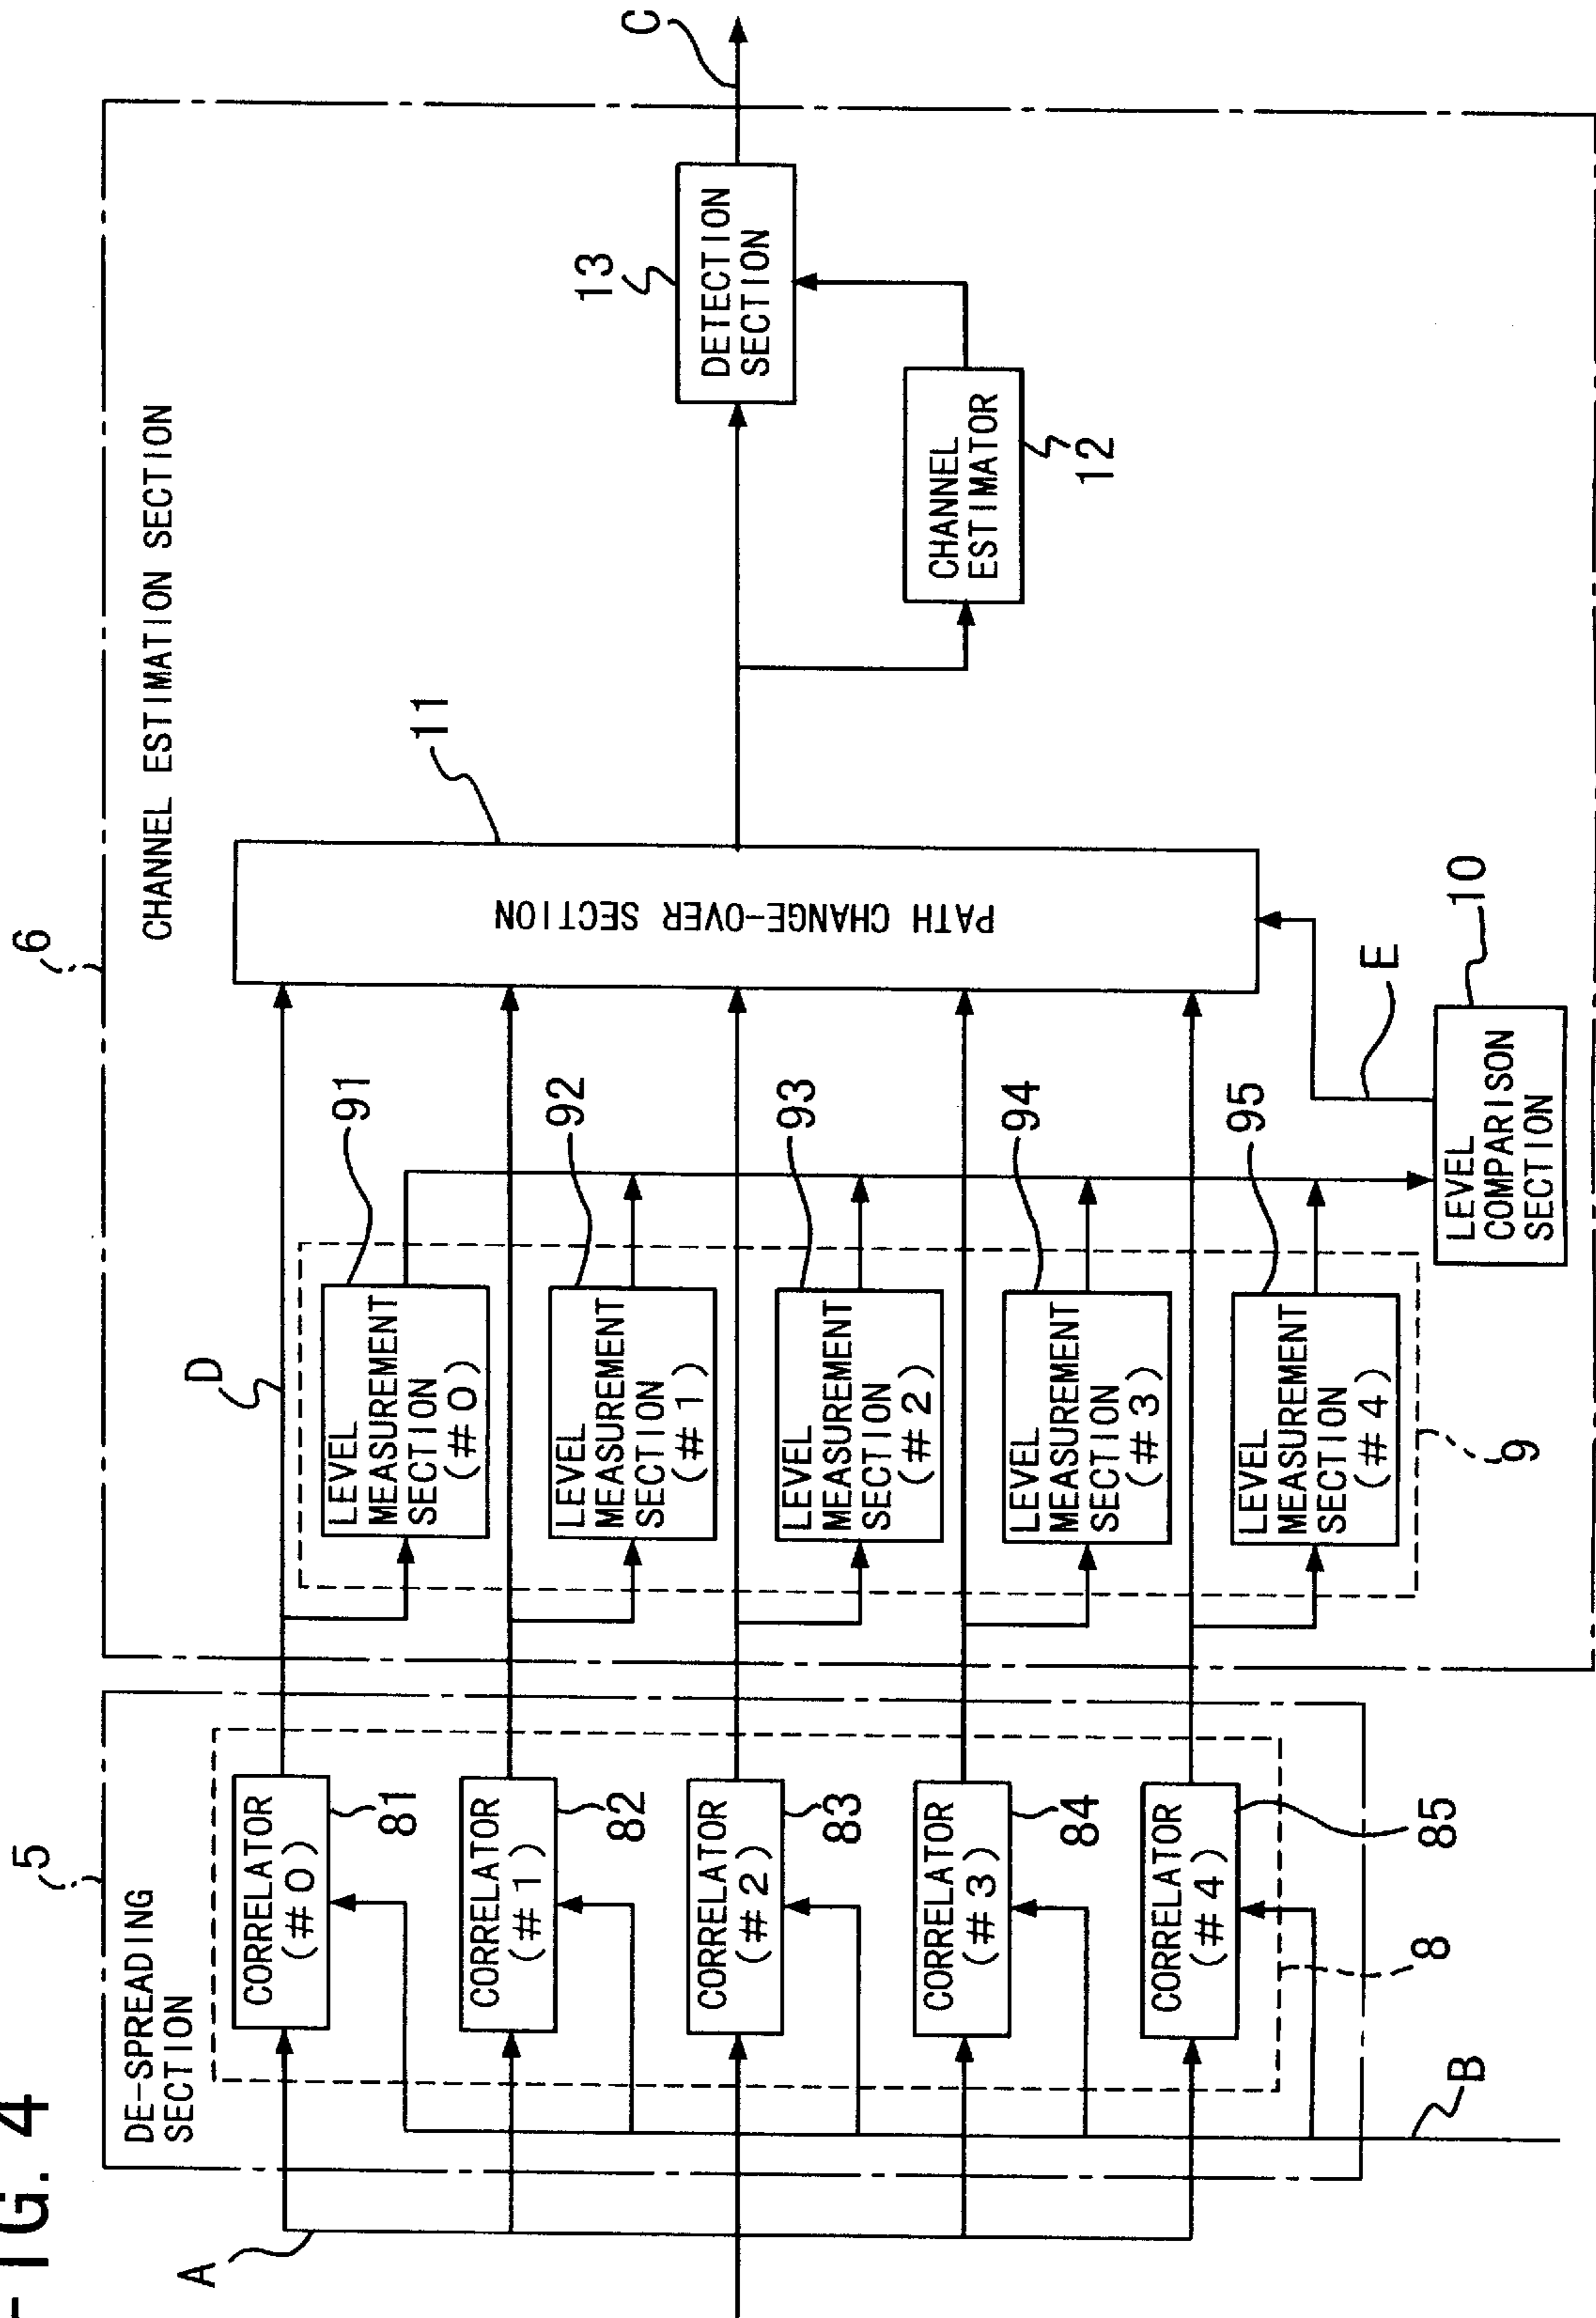 FIG. 4
5
6
DE-SPREADING
SECTION
CHANNEL ESTIMATION SECTION
A
B
CORRELATOR
(#0)
81
CORRELATOR
(#1)
82
CORRELATOR
(#2)
83
CORRELATOR
(#3)
84
CORRELATOR
(#4)
85
8
D
LEVEL
MEASUREMENT
SECTION
(#0)
91
LEVEL
MEASUREMENT
SECTION
(#1)
92
LEVEL
MEASUREMENT
SECTION
(#2)
93
LEVEL
MEASUREMENT
SECTION
(#3)
94
LEVEL
MEASUREMENT
SECTION
(#4)
95
9
LEVEL
COMPARISON
SECTION
10
E
PATH CHANGE-OVER SECTION
11
CHANNEL
ESTIMATOR
12
DETECTION
SECTION
13
C